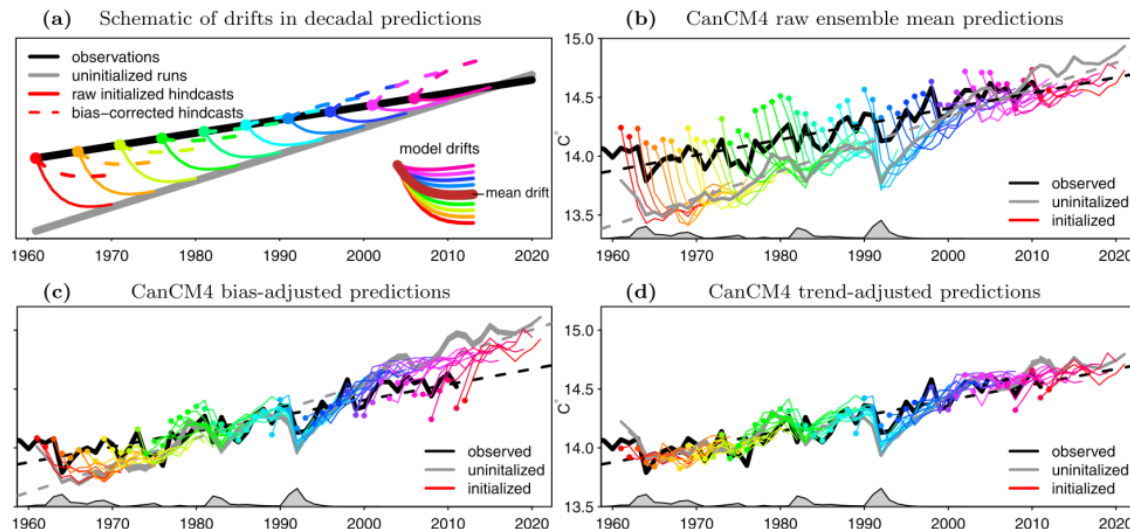 (a) Schematic of drifts in decadal predictions
observations
uninitialized runs
raw initialized hindcasts
bias-corrected hindcasts
model drifts
mean drift
1960 1970 1980 1990 2000 2010 2020
(b) CanCM4 raw ensemble mean predictions
15.0
14.5
14.0
13.5
C°
observed
uninitialized
initialized
1960 1970 1980 1990 2000 2010 2020
(c) CanCM4 bias-adjusted predictions
observed
uninitalized
initialized
1960 1970 1980 1990 2000 2010 2020
(d) CanCM4 trend-adjusted predictions
15.0
14.5
14.0
13.5
C°
observed
uninitalized
initialized
1960 1970 1980 1990 2000 2010 2020